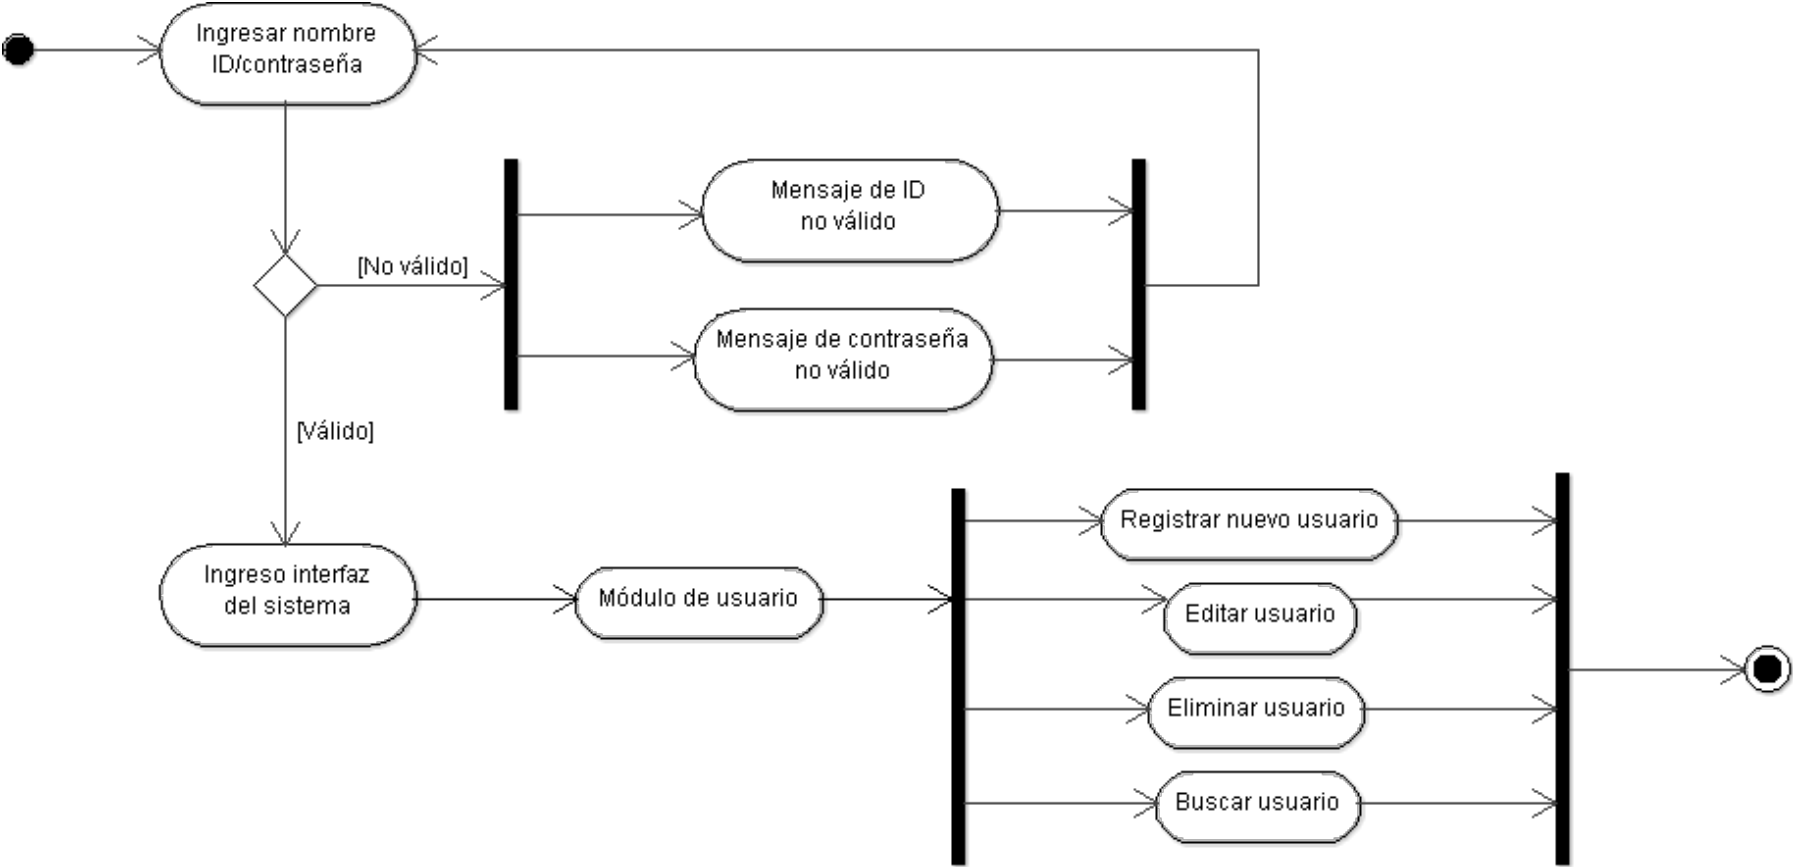 Ingresar nombre
ID/contraseña
Mensaje de ID
no válido
[No válido]
Mensaje de contraseña
no válido
[Válido]
Registrar nuevo usuario
Ingreso interfaz
del sistema
Módulo de usuario
Editar usuario
Eliminar usuario
Buscar usuario